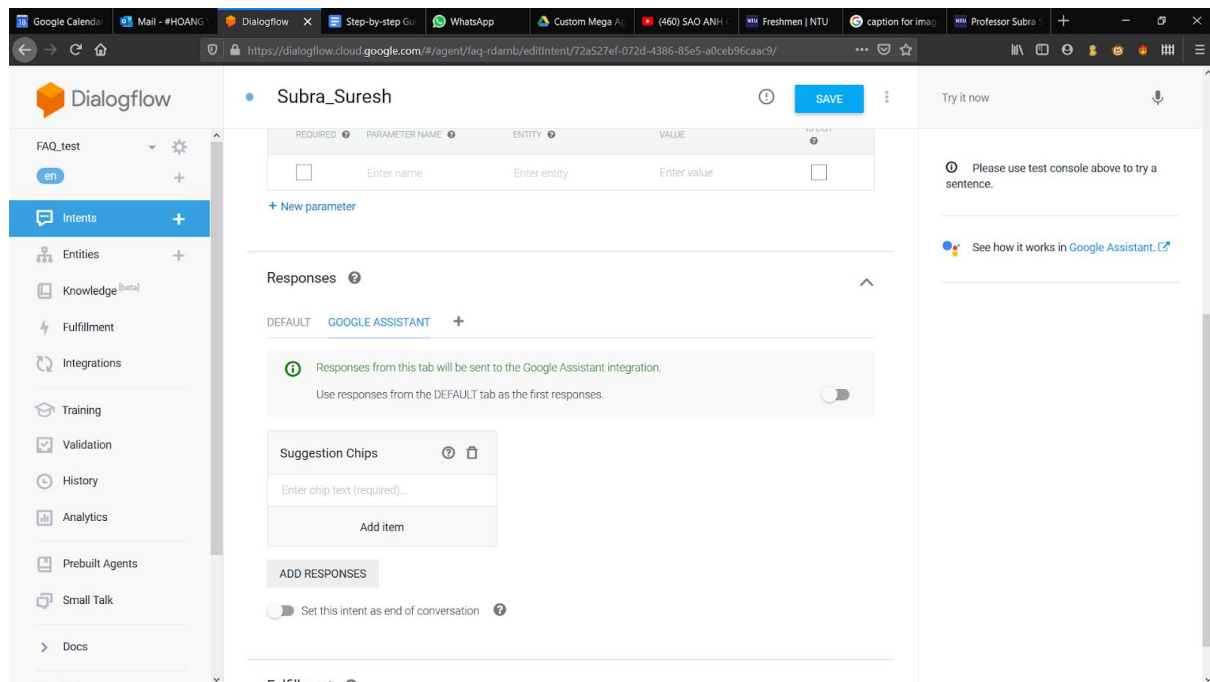 Google Calendar
Mail - #HOANG
Dialogflow
Step-by-step Gui
WhatsApp
Custom Mega Ag
(460) SAO ANH
NTU Freshmen | NTU
caption for imag
NTU Professor Subra S
https://dialogflow.cloud.google.com/#/agent/faq-rdarnb/editIntent/72a527ef-072d-4386-85e5-a0ceb96caac9/
Dialogflow
Subra_Suresh
SAVE
Try it now
FAQ_test
en
Intents
Entities
Knowledge [beta]
Fulfillment
Integrations
Training
Validation
History
Analytics
Prebuilt Agents
Small Talk
Docs
REQUIRED PARAMETER NAME ENTITY VALUE IS LIST
Enter name Enter entity Enter value
+ New parameter
Responses
DEFAULT GOOGLE ASSISTANT +
Responses from this tab will be sent to the Google Assistant integration.
Use responses from the DEFAULT tab as the first responses.
Suggestion Chips
Enter chip text (required)...
Add item
ADD RESPONSES
Set this intent as end of conversation
Please use test console above to try a
sentence.
See how it works in Google Assistant.